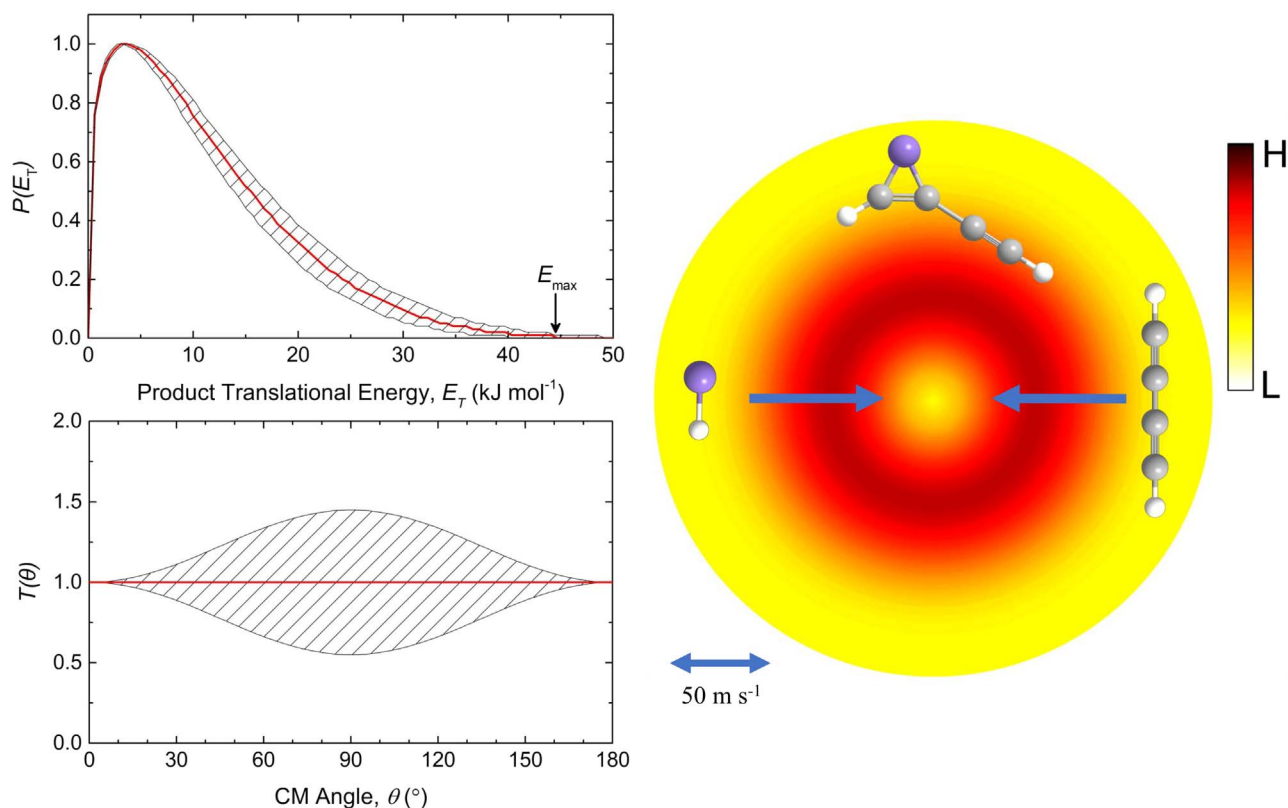 P(E_T)
1.0
0.8
0.6
0.4
0.2
0.0
E_max
0 10 20 30 40 50
Product Translational Energy, E_T (kJ mol⁻¹)
T(θ)
2.0
1.5
1.0
0.5
0.0
0 30 60 90 120 150 180
CM Angle, θ (°)
H
L
50 m s⁻¹